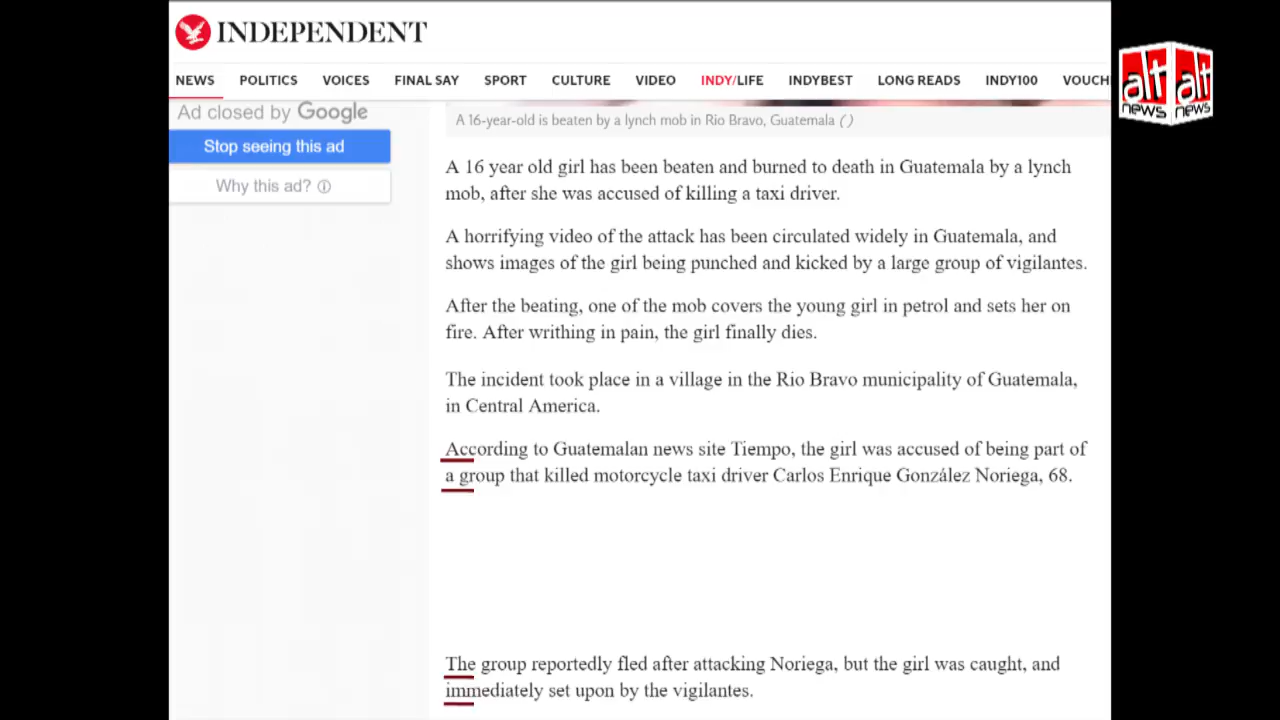 INDEPENDENT
NEWS POLITICS VOICES FINAL SAY SPORT CULTURE VIDEO INDY/LIFE INDYBEST LONG READS INDY100 VOUCH
alt news alt news
Ad closed by Google
Stop seeing this ad
Why this ad?
A 16-year-old is beaten by a lynch mob in Rio Bravo, Guatemala ( )
A 16 year old girl has been beaten and burned to death in Guatemala by a lynch
mob, after she was accused of killing a taxi driver.
A horrifying video of the attack has been circulated widely in Guatemala, and
shows images of the girl being punched and kicked by a large group of vigilantes.
After the beating, one of the mob covers the young girl in petrol and sets her on
fire. After writhing in pain, the girl finally dies.
The incident took place in a village in the Rio Bravo municipality of Guatemala,
in Central America.
According to Guatemalan news site Tiempo, the girl was accused of being part of
a group that killed motorcycle taxi driver Carlos Enrique González Noriega, 68.
The group reportedly fled after attacking Noriega, but the girl was caught, and
immediately set upon by the vigilantes.